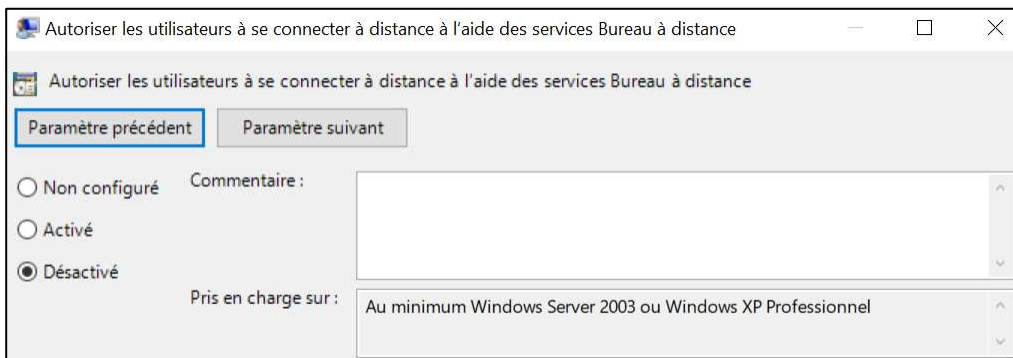 Autoriser les utilisateurs à se connecter à distance à l'aide des services Bureau à distance
Autoriser les utilisateurs à se connecter à distance à l'aide des services Bureau à distance
Paramètre précédent
Paramètre suivant
Non configuré
Commentaire :
Activé
Désactivé
Pris en charge sur :
Au minimum Windows Server 2003 ou Windows XP Professionnel